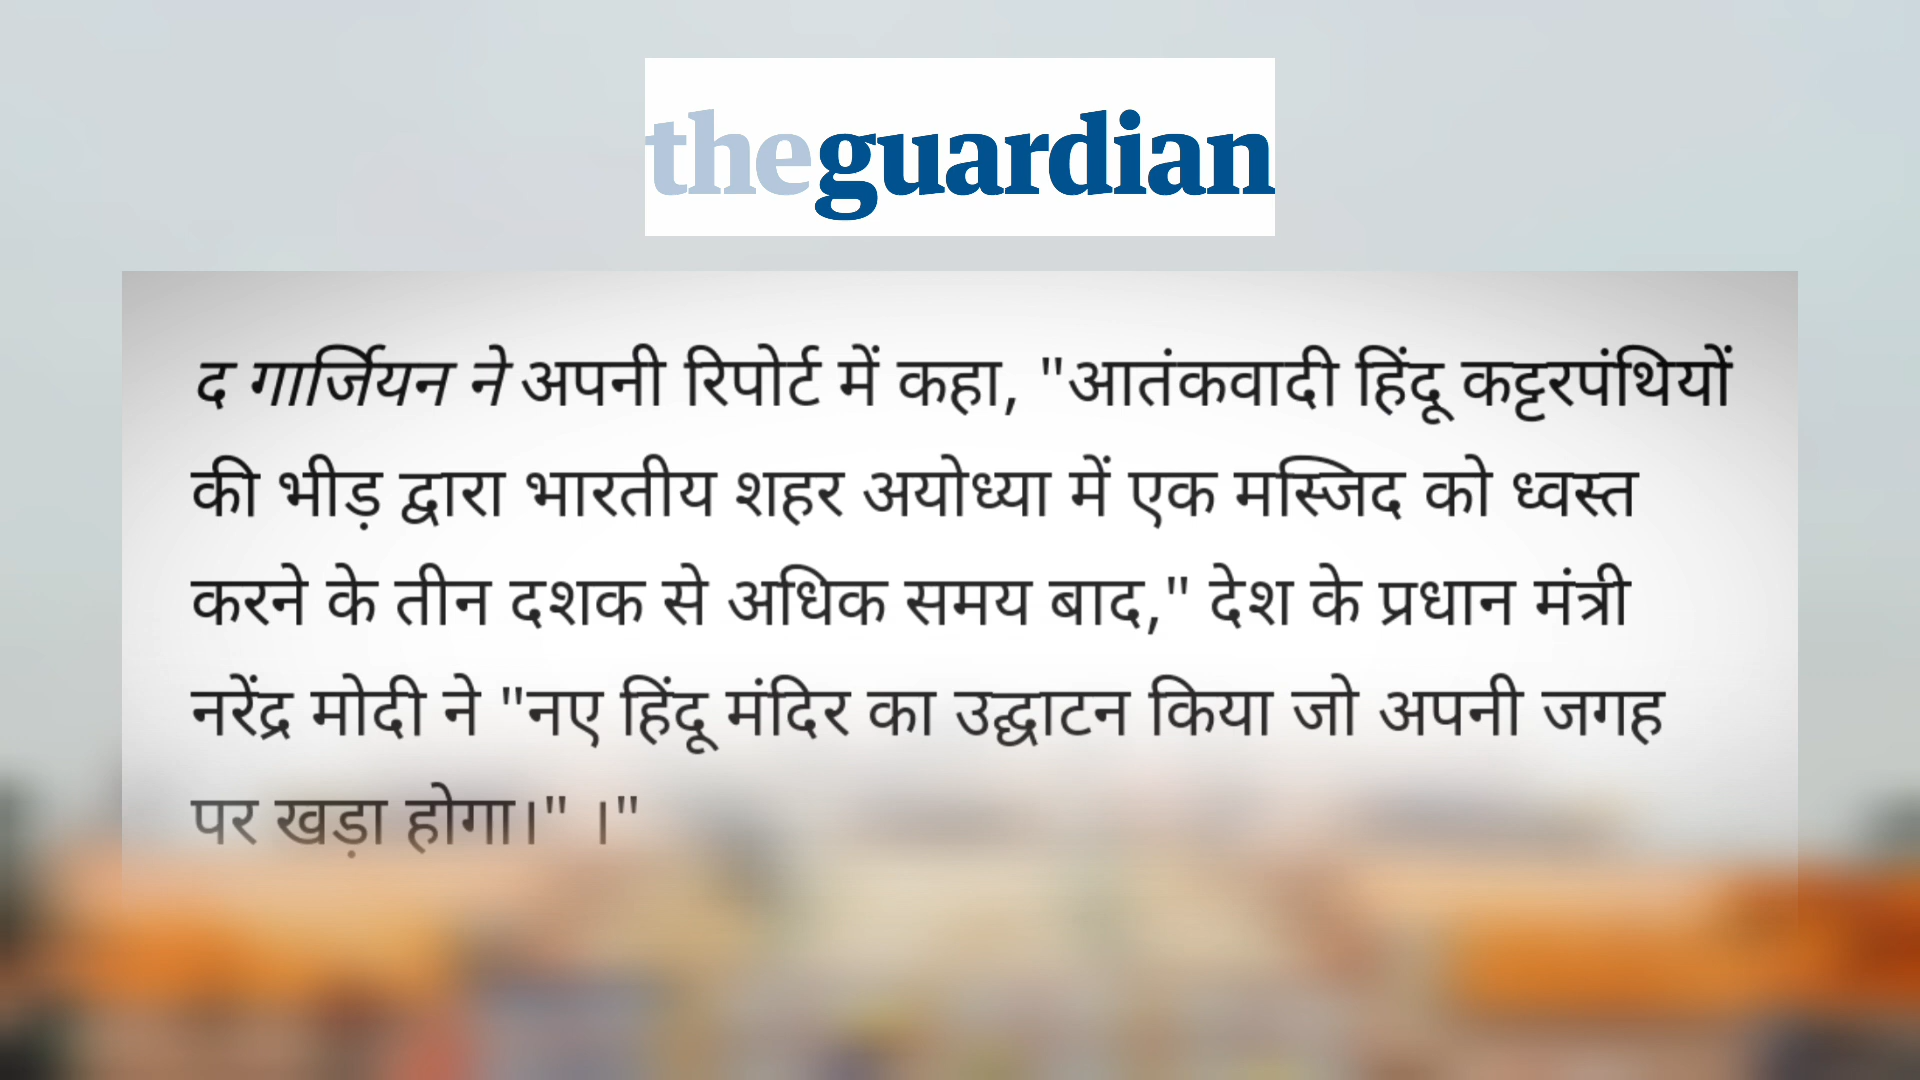 theguardian
द गार्जियन ने अपनी रिपोर्ट में कहा, "आतंकवादी हिंदू कट्टरपंथियों
की भीड़ द्वारा भारतीय शहर अयोध्या में एक मस्जिद को ध्वस्त
करने के तीन दशक से अधिक समय बाद," देश के प्रधान मंत्री
नरेंद्र मोदी ने "नए हिंदू मंदिर का उद्घाटन किया जो अपनी जगह
पर खड़ा होगा।" ।"